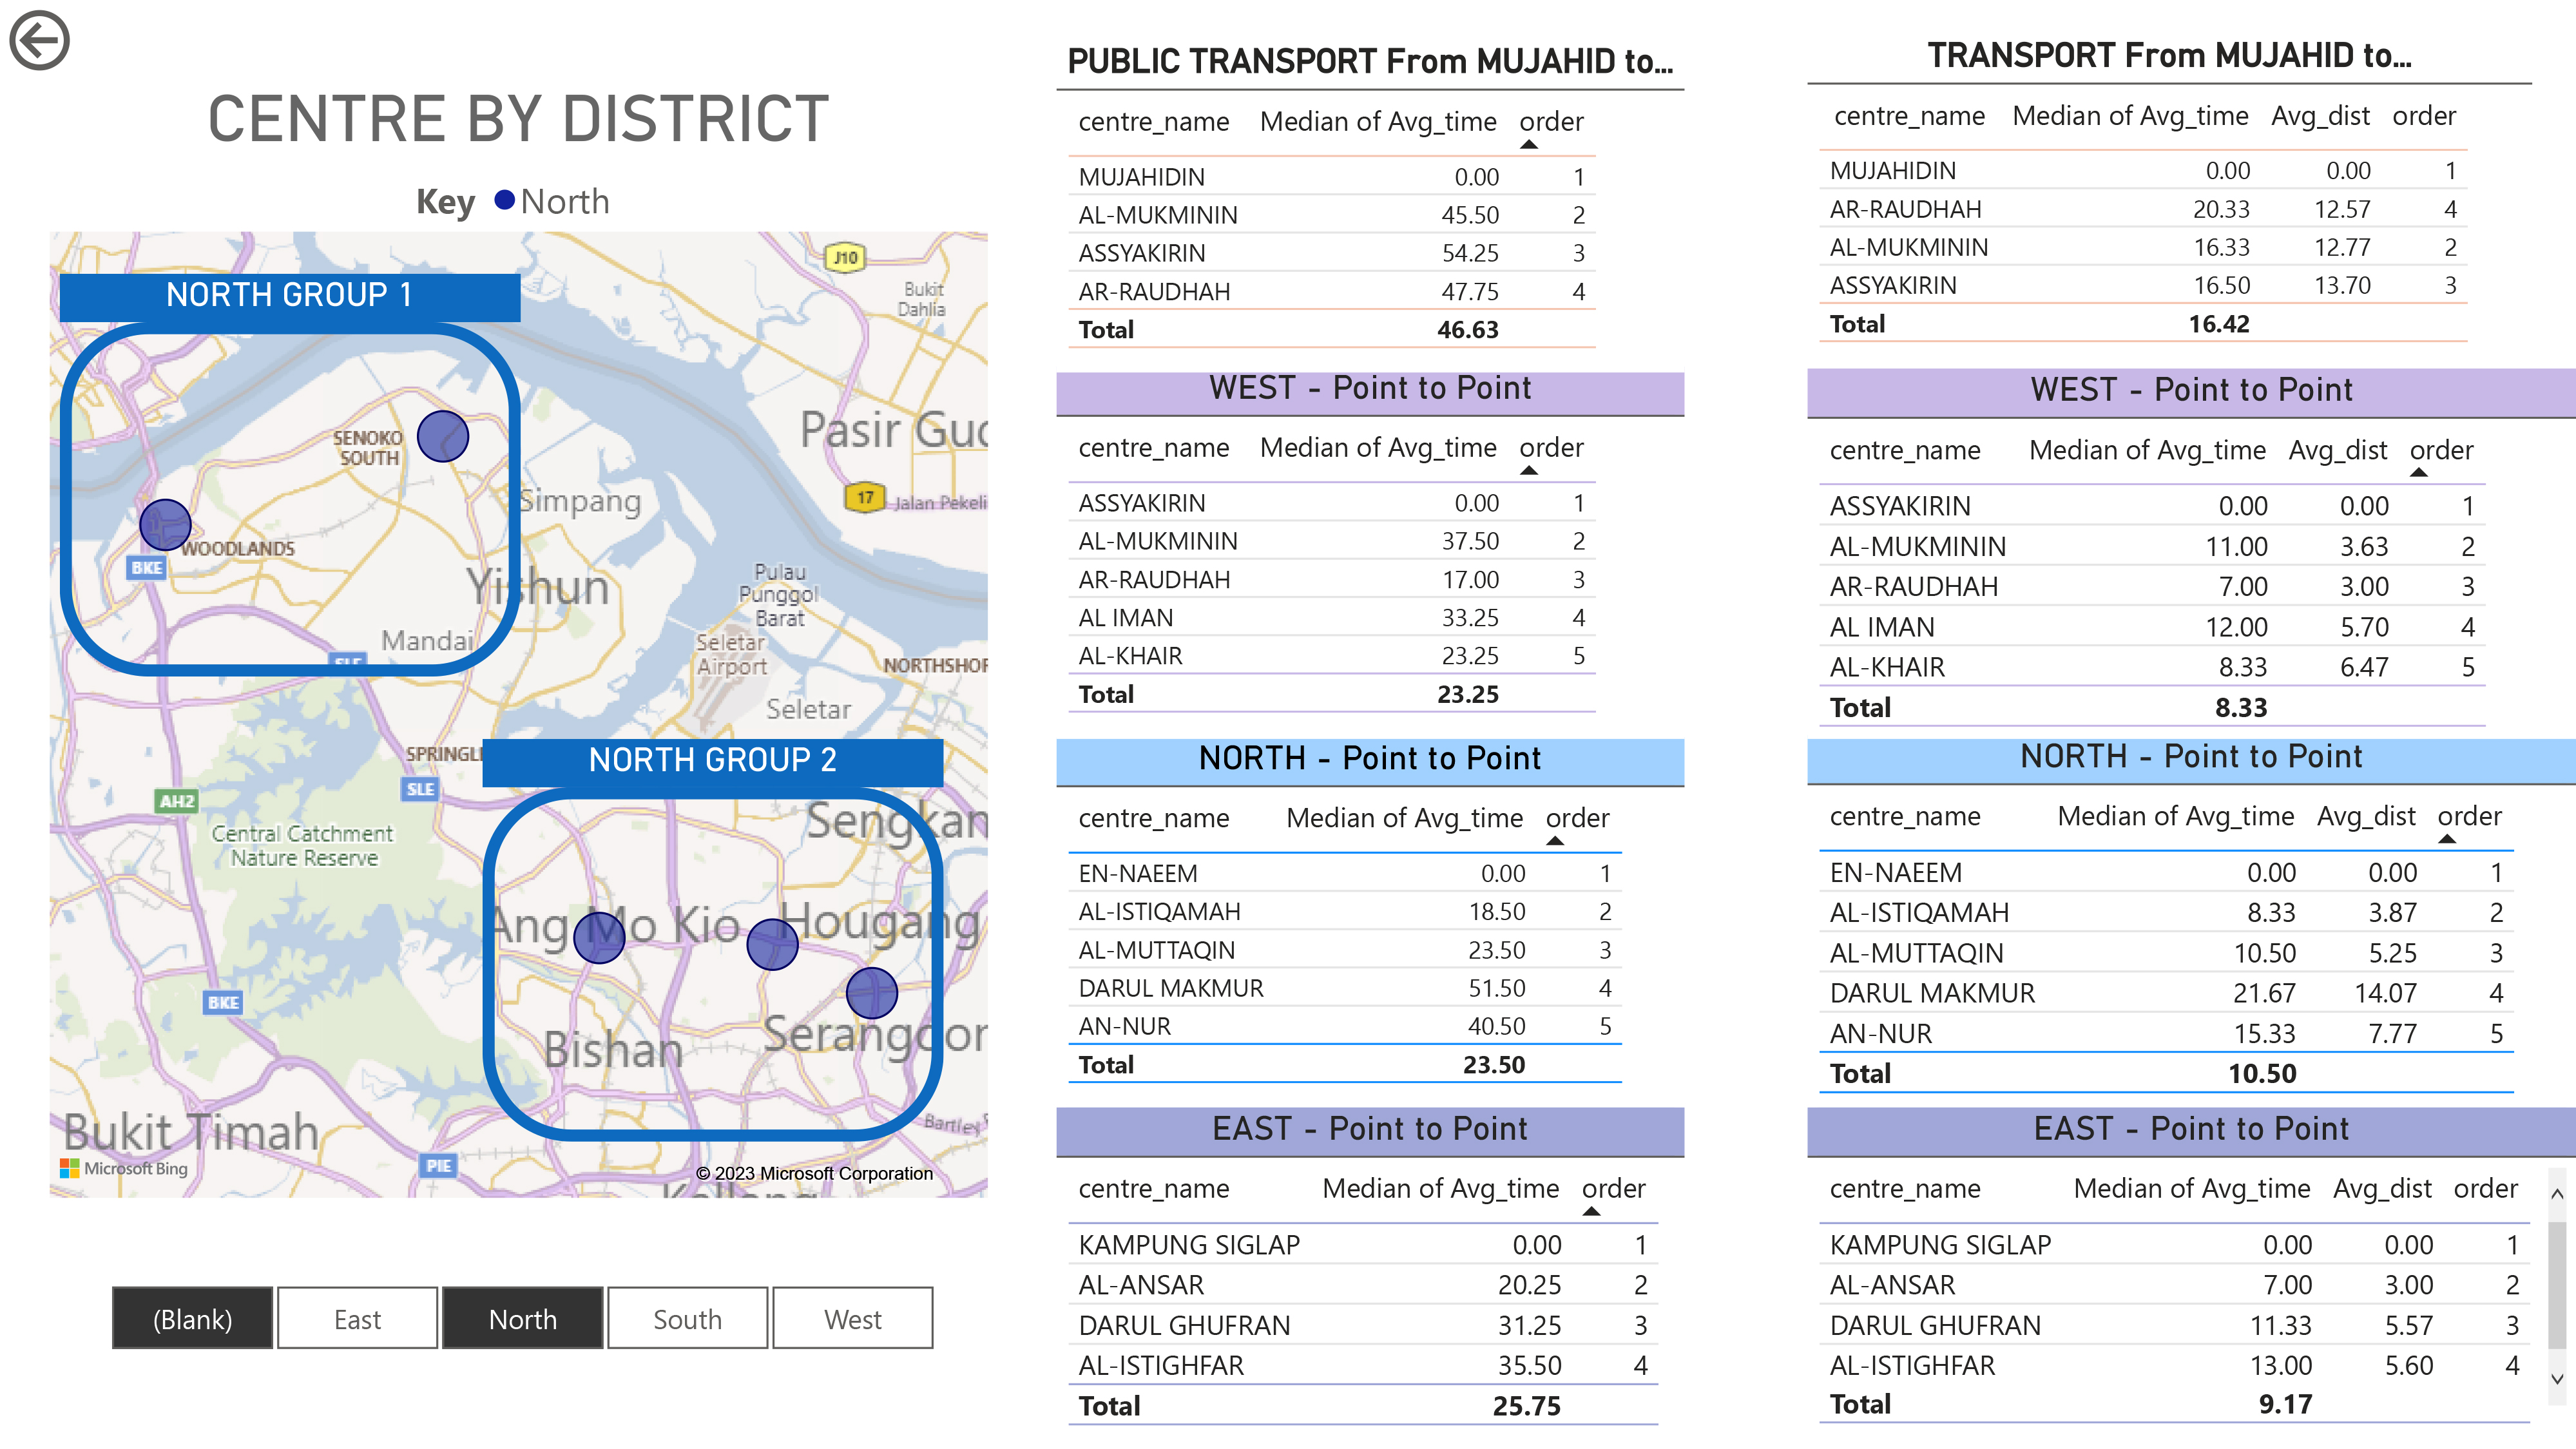 CENTRE BY DISTRICT
Key North
J10
Bukit
Dahlia
NORTH GROUP 1
Pasir Guc
SENOKO
SOUTH
17 Jalan Pekeli
Simpang
WOODLANDS
BKE
Yishun
Pulau
Punggol
Barat
Mandai
Seletar
Airport
NORTHSHOR
SLE
Seletar
SPRINGL
NORTH GROUP 2
SLE
AH2
Sengkan
Central Catchment
Nature Reserve
Ang Mo Kio
Hougang
BKE
Bishan
Serangoon
Bukit Timah
Bartley
Microsoft Bing
PIE
© 2023 Microsoft Corporation
Kallang
(Blank) East North South West
PUBLIC TRANSPORT From MUJAHID to...
centre_name Median of Avg_time order
MUJAHIDIN 0.00 1
AL-MUKMININ 45.50 2
ASSYAKIRIN 54.25 3
AR-RAUDHAH 47.75 4
Total 46.63
WEST - Point to Point
centre_name Median of Avg_time order
ASSYAKIRIN 0.00 1
AL-MUKMININ 37.50 2
AR-RAUDHAH 17.00 3
AL IMAN 33.25 4
AL-KHAIR 23.25 5
Total 23.25
NORTH - Point to Point
centre_name Median of Avg_time order
EN-NAEEM 0.00 1
AL-ISTIQAMAH 18.50 2
AL-MUTTAQIN 23.50 3
DARUL MAKMUR 51.50 4
AN-NUR 40.50 5
Total 23.50
EAST - Point to Point
centre_name Median of Avg_time order
KAMPUNG SIGLAP 0.00 1
AL-ANSAR 20.25 2
DARUL GHUFRAN 31.25 3
AL-ISTIGHFAR 35.50 4
Total 25.75
TRANSPORT From MUJAHID to...
centre_name Median of Avg_time Avg_dist order
MUJAHIDIN 0.00 0.00 1
AR-RAUDHAH 20.33 12.57 4
AL-MUKMININ 16.33 12.77 2
ASSYAKIRIN 16.50 13.70 3
Total 16.42
WEST - Point to Point
centre_name Median of Avg_time Avg_dist order
ASSYAKIRIN 0.00 0.00 1
AL-MUKMININ 11.00 3.63 2
AR-RAUDHAH 7.00 3.00 3
AL IMAN 12.00 5.70 4
AL-KHAIR 8.33 6.47 5
Total 8.33
NORTH - Point to Point
centre_name Median of Avg_time Avg_dist order
EN-NAEEM 0.00 0.00 1
AL-ISTIQAMAH 8.33 3.87 2
AL-MUTTAQIN 10.50 5.25 3
DARUL MAKMUR 21.67 14.07 4
AN-NUR 15.33 7.77 5
Total 10.50
EAST - Point to Point
centre_name Median of Avg_time Avg_dist order
KAMPUNG SIGLAP 0.00 0.00 1
AL-ANSAR 7.00 3.00 2
DARUL GHUFRAN 11.33 5.57 3
AL-ISTIGHFAR 13.00 5.60 4
Total 9.17